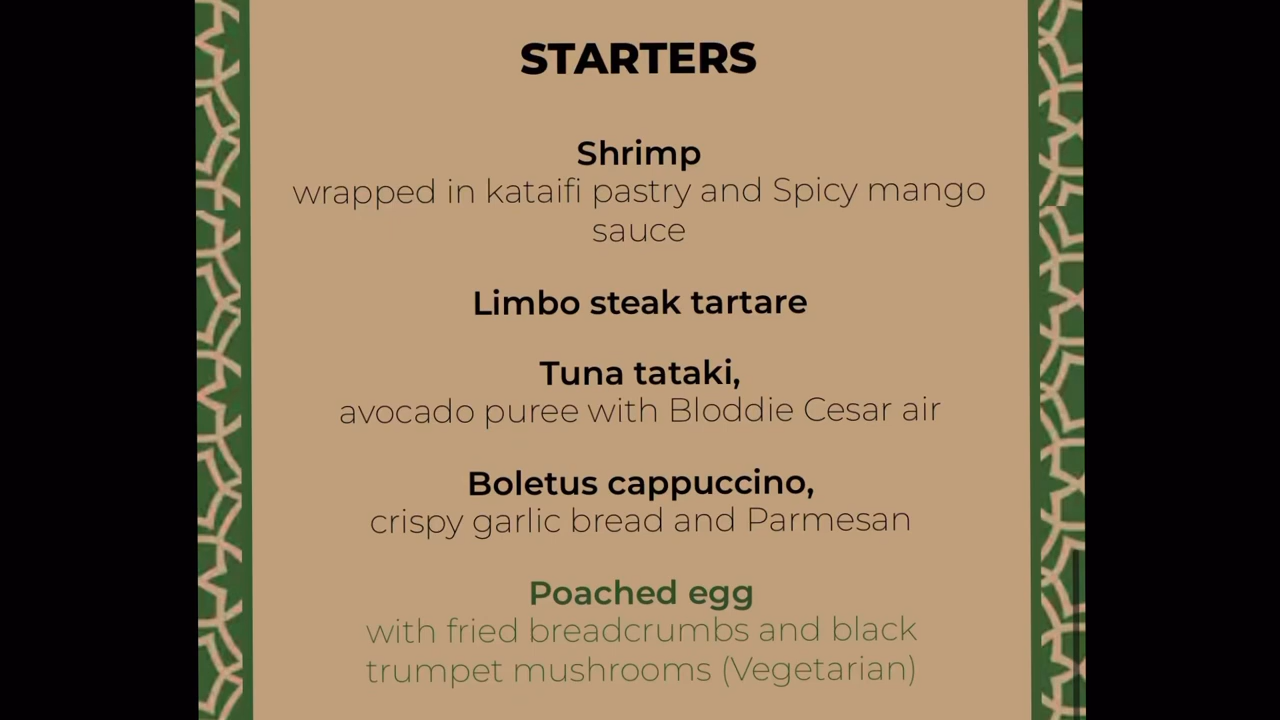 STARTERS
Shrimp
wrapped in kataifi pastry and Spicy mango
sauce
Limbo steak tartare
Tuna tataki,
avocado puree with Bloddie Cesar air
Boletus cappuccino,
crispy garlic bread and Parmesan
Poached egg
with fried breadcrumbs and black
trumpet mushrooms (Vegetarian)